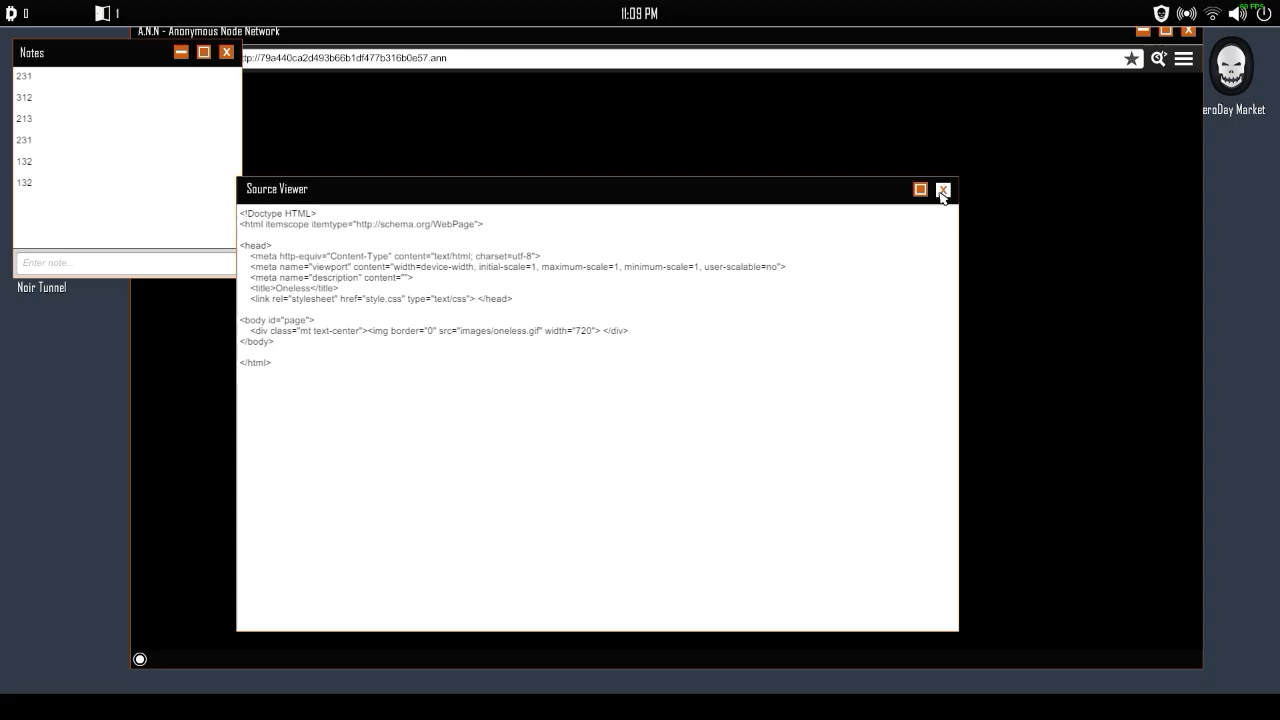 0
1
11:09 PM
60 FPS
A.N.N - Anonymous Node Network
Notes
231
312
213
231
132
132
Enter note...
Noir Tunnel
tp://79a440ca2d493b66b1df477b316b0e57.ann
eroDay Market
Source Viewer
<!Doctype HTML>
<html itemscope itemtype="http://schema.org/WebPage">
<head>
<meta http-equiv="Content-Type" content="text/html; charset=utf-8">
<meta name="viewport" content="width=device-width, initial-scale=1, maximum-scale=1, minimum-scale=1, user-scalable=no">
<meta name="description" content="">
<title>Oneless</title>
<link rel="stylesheet" href="style.css" type="text/css"> </head>
<body id="page">
<div class="mt text-center"><img border="0" src="images/oneless.gif" width="720"> </div>
</body>
</html>